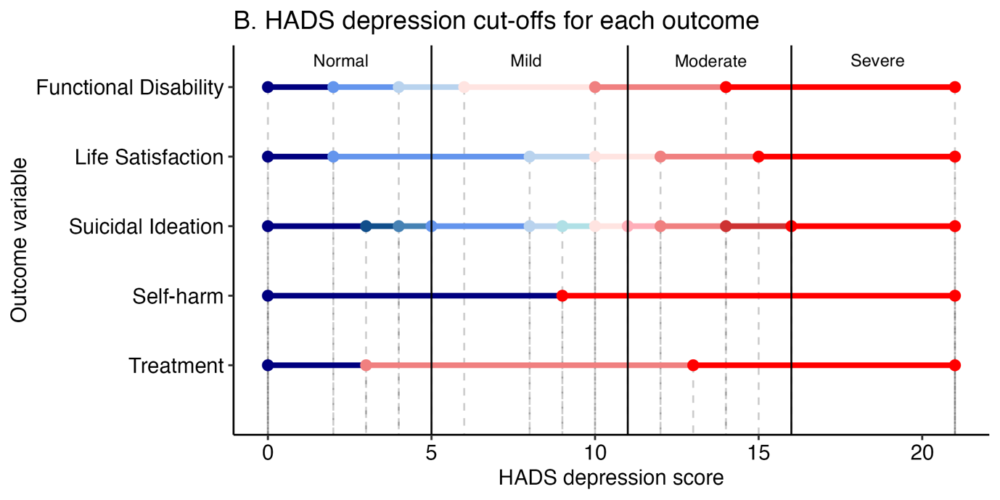 B. HADS depression cut-offs for each outcome
Normal Mild Moderate Severe
Functional Disability
Life Satisfaction
Suicidal Ideation
Self-harm
Treatment
Outcome variable
0 5 10 15 20
HADS depression score